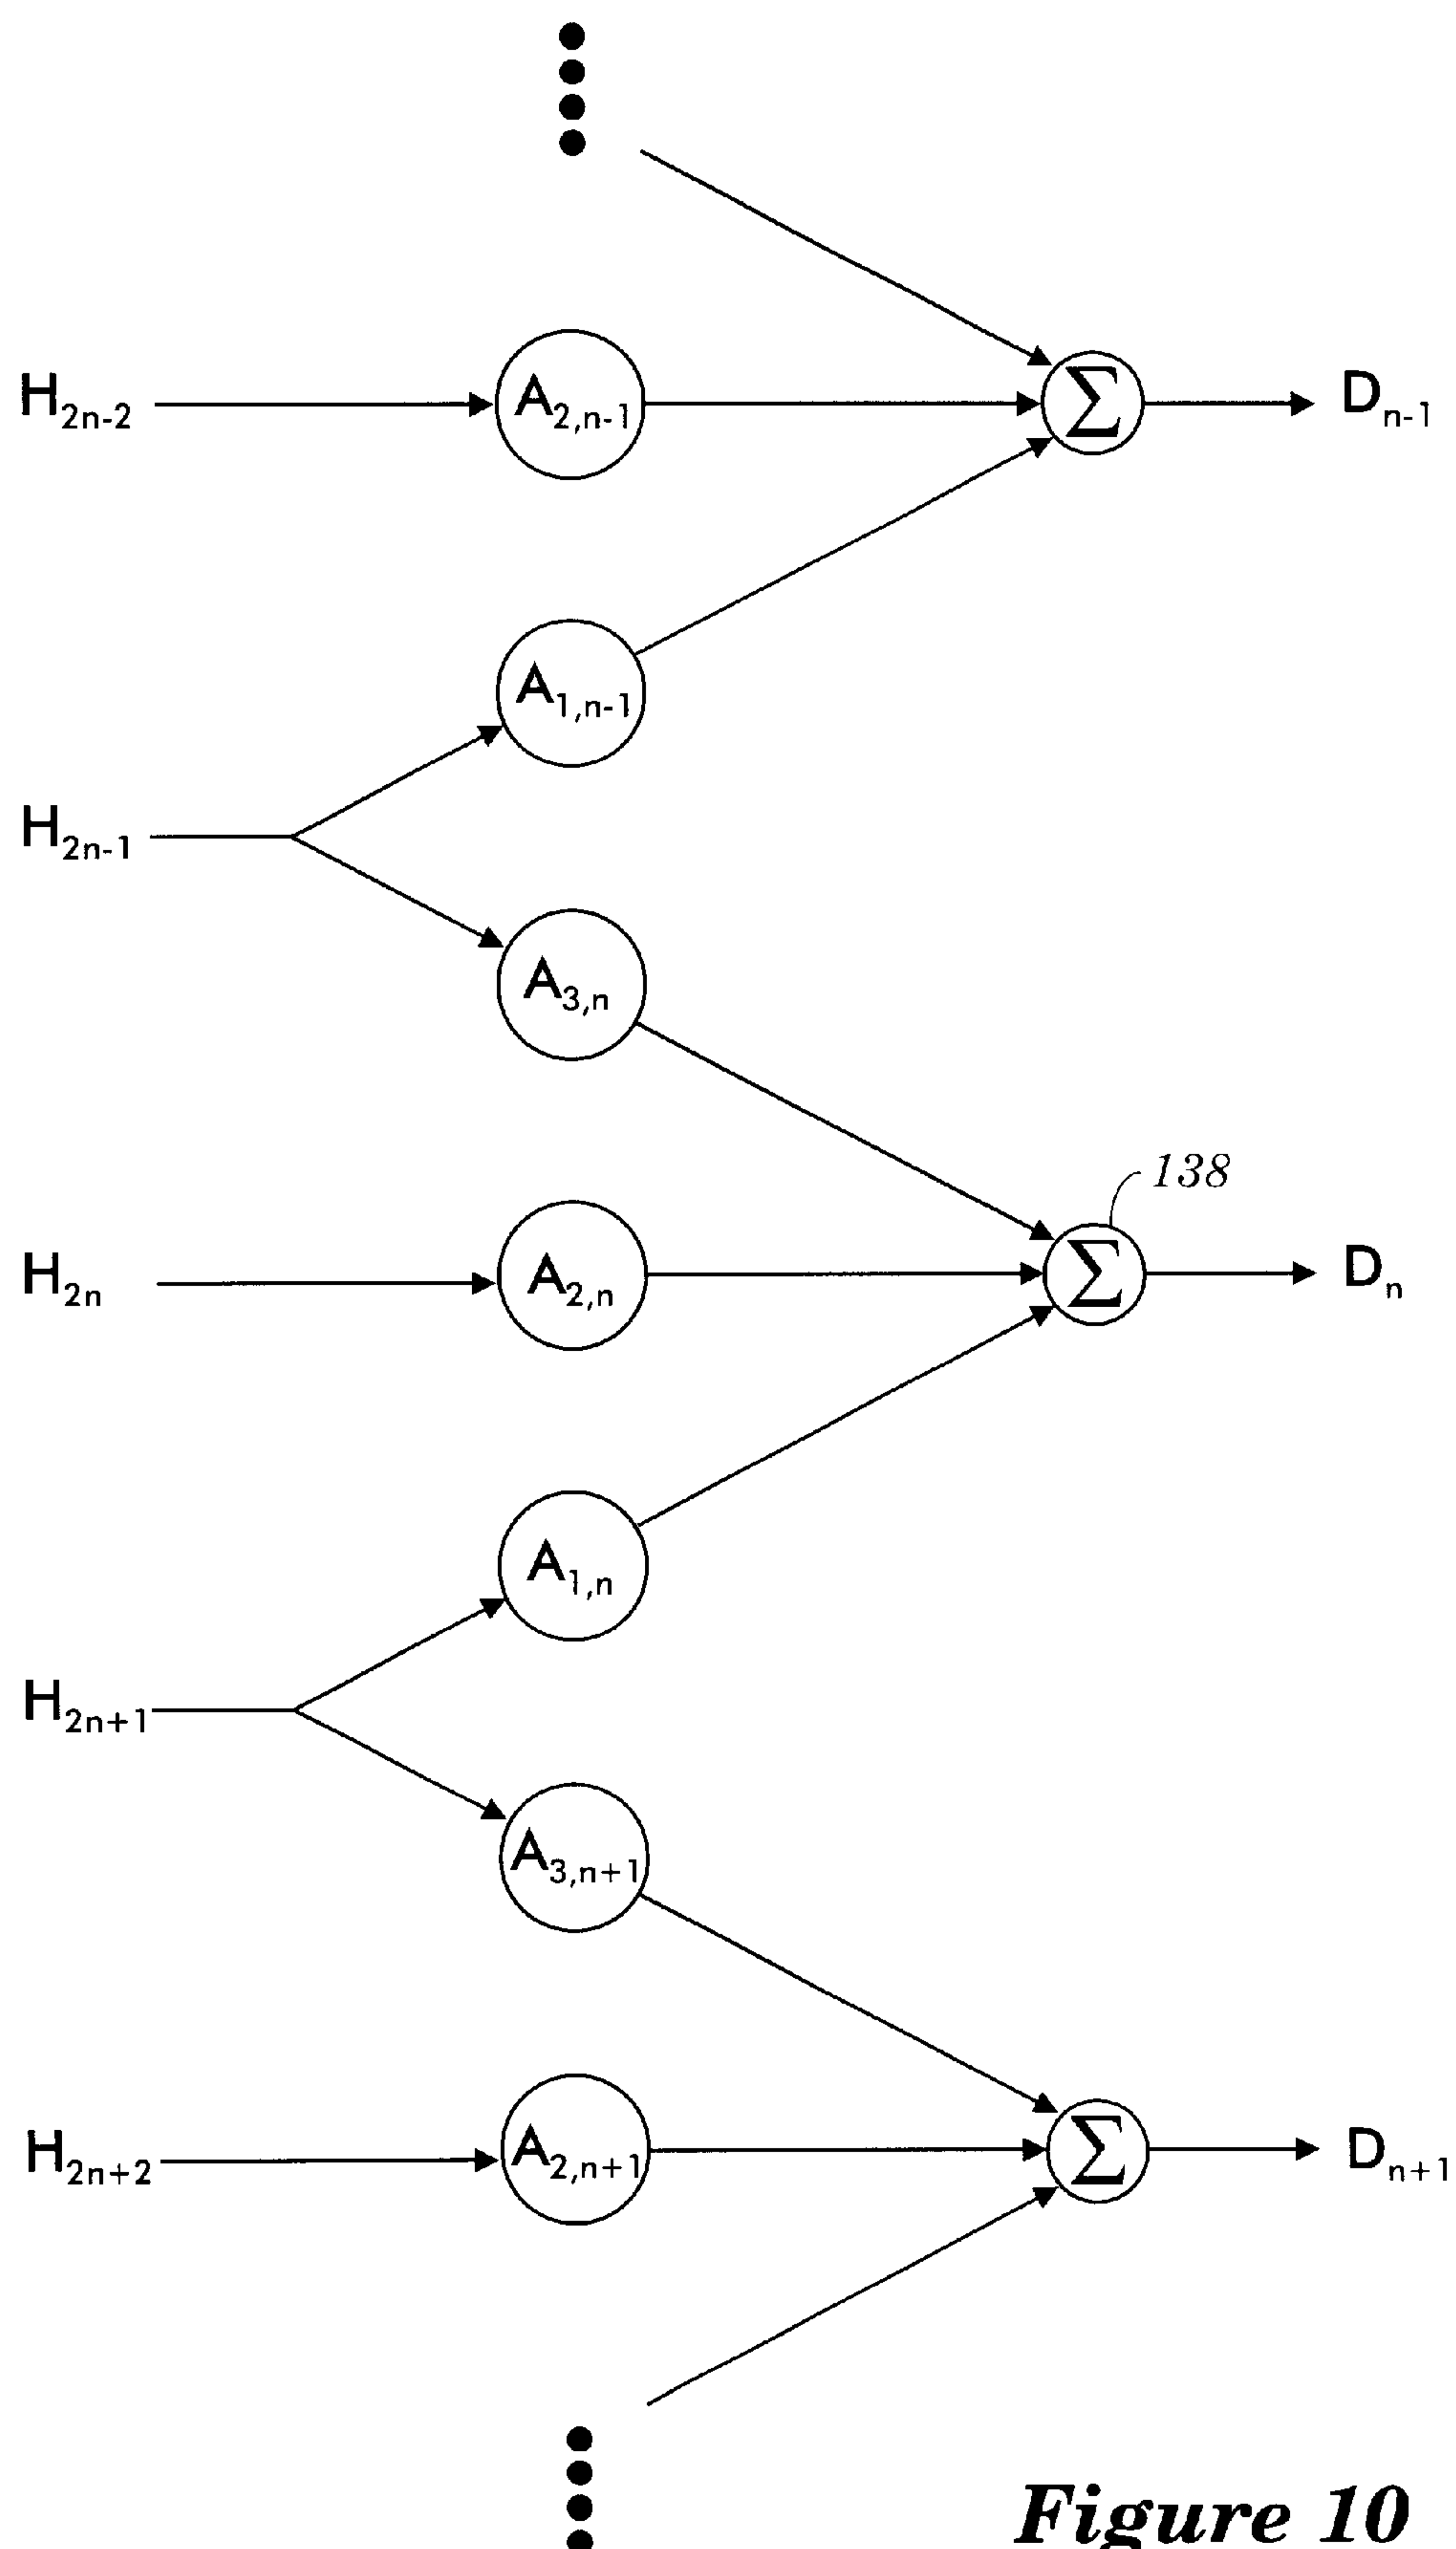 H2n-2 A2,n-1 Σ Dn-1
A1,n-1
H2n-1
A3,n
138
H2n A2,n Σ Dn
A1,n
H2n+1
A3,n+1
H2n+2 A2,n+1 Σ Dn+1
Figure 10